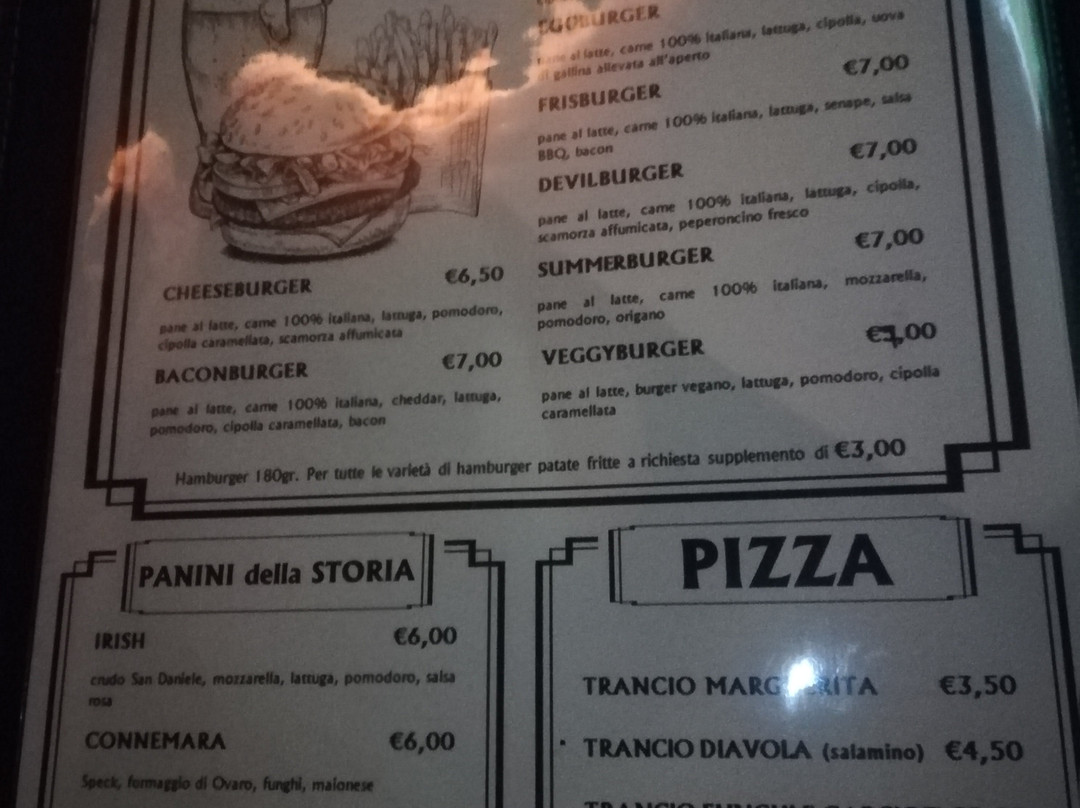 CHEESEBURGER €6,50
pane al latte, carne 100% italiana, lattuga, pomodoro,
cipolla caramellata, scamorza affumicata
BACONBURGER €7,00
pane al latte, carne 100% italiana, cheddar, lattuga,
pomodoro, cipolla caramellata, bacon
EGGBURGER
pane al latte, carne 100% italiana, lattuga, cipolla, uova
di gallina allevata all'aperto
FRISBURGER €7,00
pane al latte, carne 100% italiana, lattuga, senape, salsa
BBQ, bacon
DEVILBURGER €7,00
pane al latte, carne 100% italiana, lattuga, cipolla,
scamorza affumicata, peperoncino fresco
SUMMERBURGER €7,00
pane al latte, carne 100% italiana, mozzarella,
pomodoro, origano
VEGGYBURGER €7,00
pane al latte, burger vegano, lattuga, pomodoro, cipolla
caramellata
Hamburger 180gr. Per tutte le varietà di hamburger patate fritte a richiesta supplemento di €3,00
PANINI della STORIA
IRISH €6,00
crudo San Daniele, mozzarella, lattuga, pomodoro, salsa
rosa
CONNEMARA €6,00
Speck, formaggio di Ovaro, funghi, maionese
PIZZA
TRANCIO MARGHERITA €3,50
TRANCIO DIAVOLA (salamino) €4,50